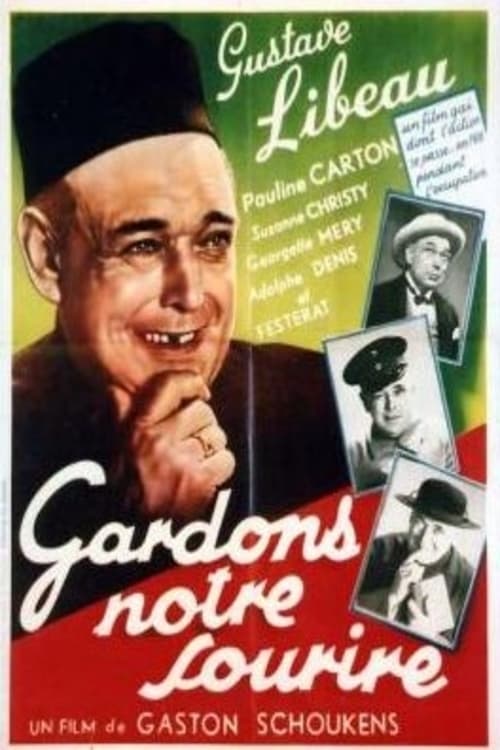 Gustave
Libeau
Pauline CARTON
Suzanne CHRISTY
Georgette MERY
Adolphe DENIS
et
FESTERAT
un film gai
dont l'action
se passe en
pendant
l'occupation
Gardons
notre
sourire
UN FILM de GASTON SCHOUKENS